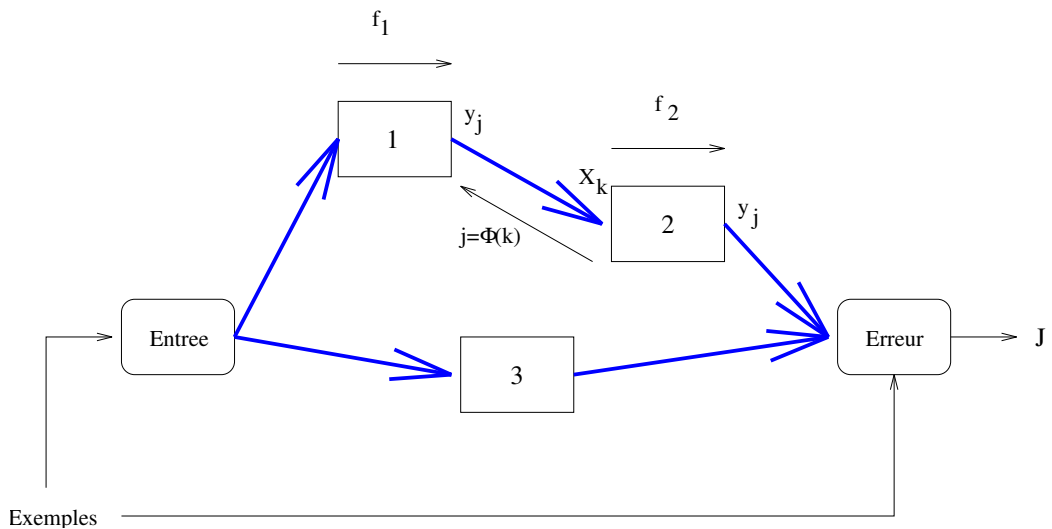 f1
yj
1
f2
Xk
2
yj
j=Φ(k)
Entree
3
Erreur
J
Exemples